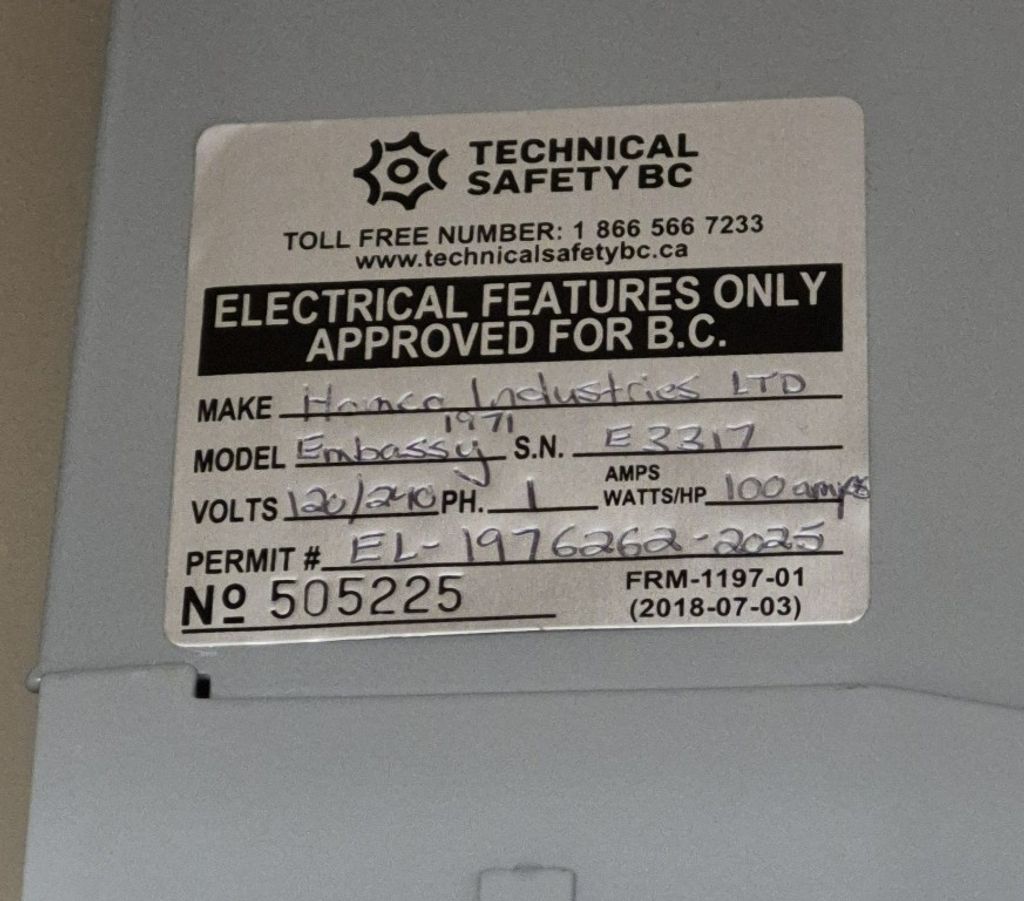 TECHNICAL
SAFETY BC
TOLL FREE NUMBER: 1 866 566 7233
www.technicalsafetybc.ca
ELECTRICAL FEATURES ONLY
APPROVED FOR B.C.
MAKE Industries LTD
1971
MODEL Embassy S.N. E3317
AMPS
VOLTS 120/240 PH. 1 WATTS/HP 100 amps
PERMIT # EL-1976262-2025
Nº 505225
FRM-1197-01
(2018-07-03)